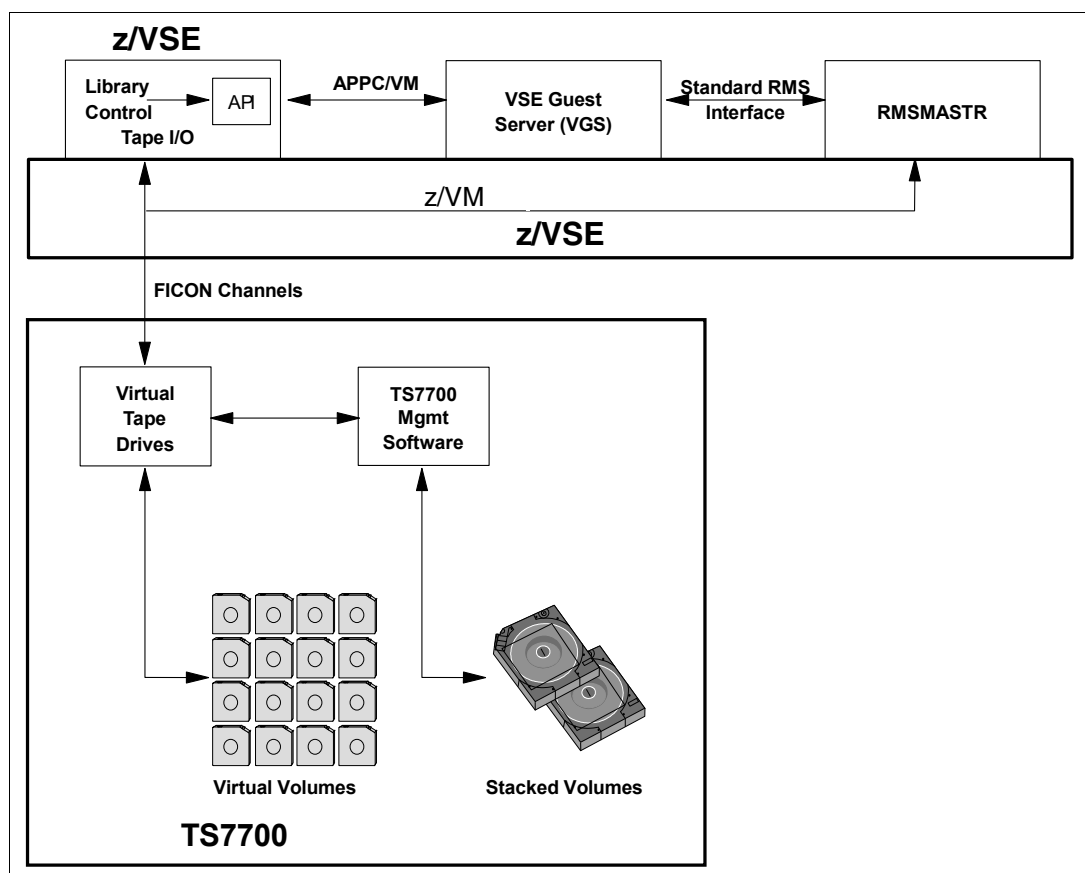 z/VSE
Library
Control
Tape I/O
API
APPC/VM
VSE Guest
Server (VGS)
Standard RMS
Interface
RMSMASTR
z/VM
z/VSE
FICON Channels
Virtual
Tape
Drives
TS7700
Mgmt
Software
Virtual Volumes
Stacked Volumes
TS7700